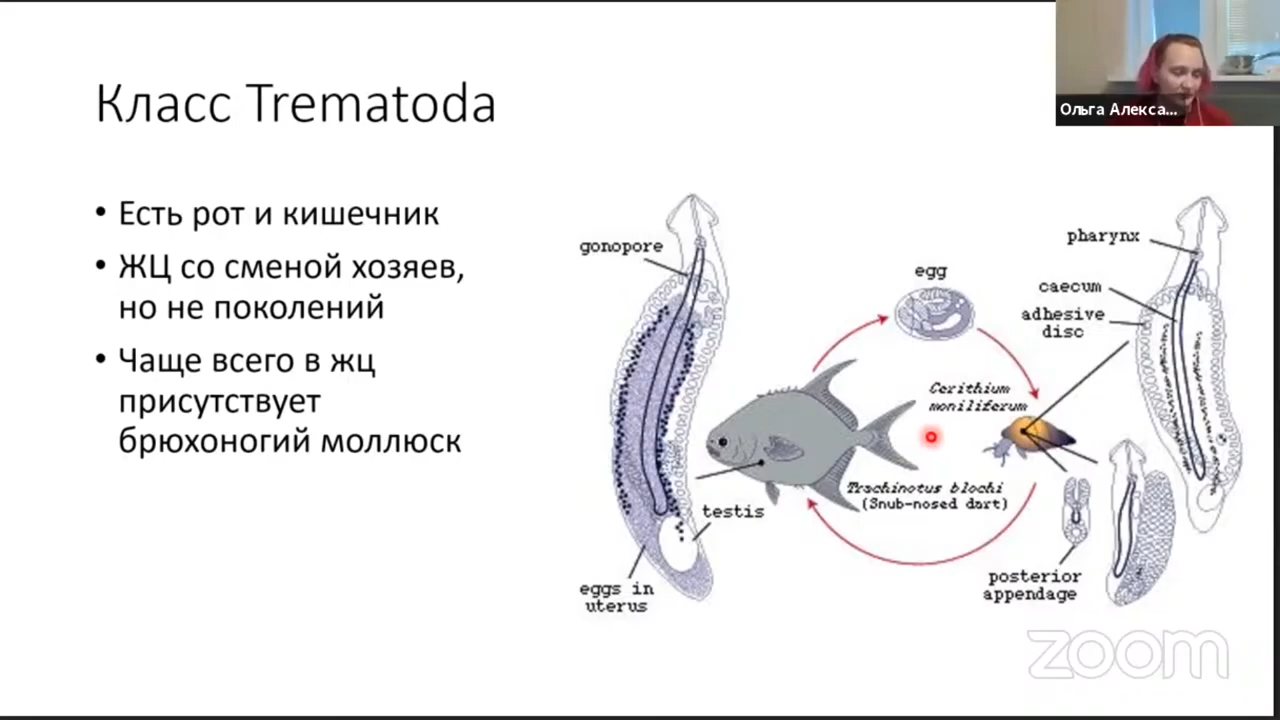 Класс Trematoda
Ольга Алекса...
• Есть рот и кишечник
• ЖЦ со сменой хозяев,
но не поколений
• Чаще всего в жц
присутствует
брюхоногий моллюск
gonopore
egg
pharynx
caecum
adhesive
disc
Cerithium
moniliferum
Trachinotus blochi
(Snub-nosed dart)
testis
eggs in
uterus
posterior
appendage
zoom